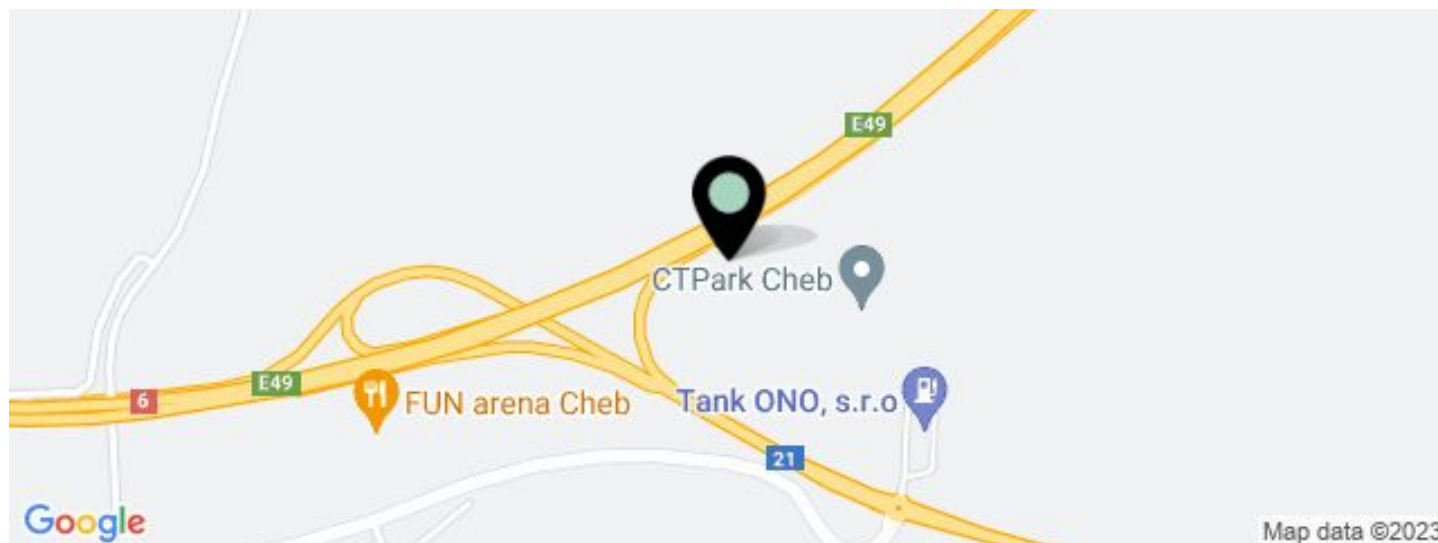 E49
CTPark Cheb
E49
6
FUN arena Cheb
Tank ONO, s.r.o
21
Google
Map data ©2023